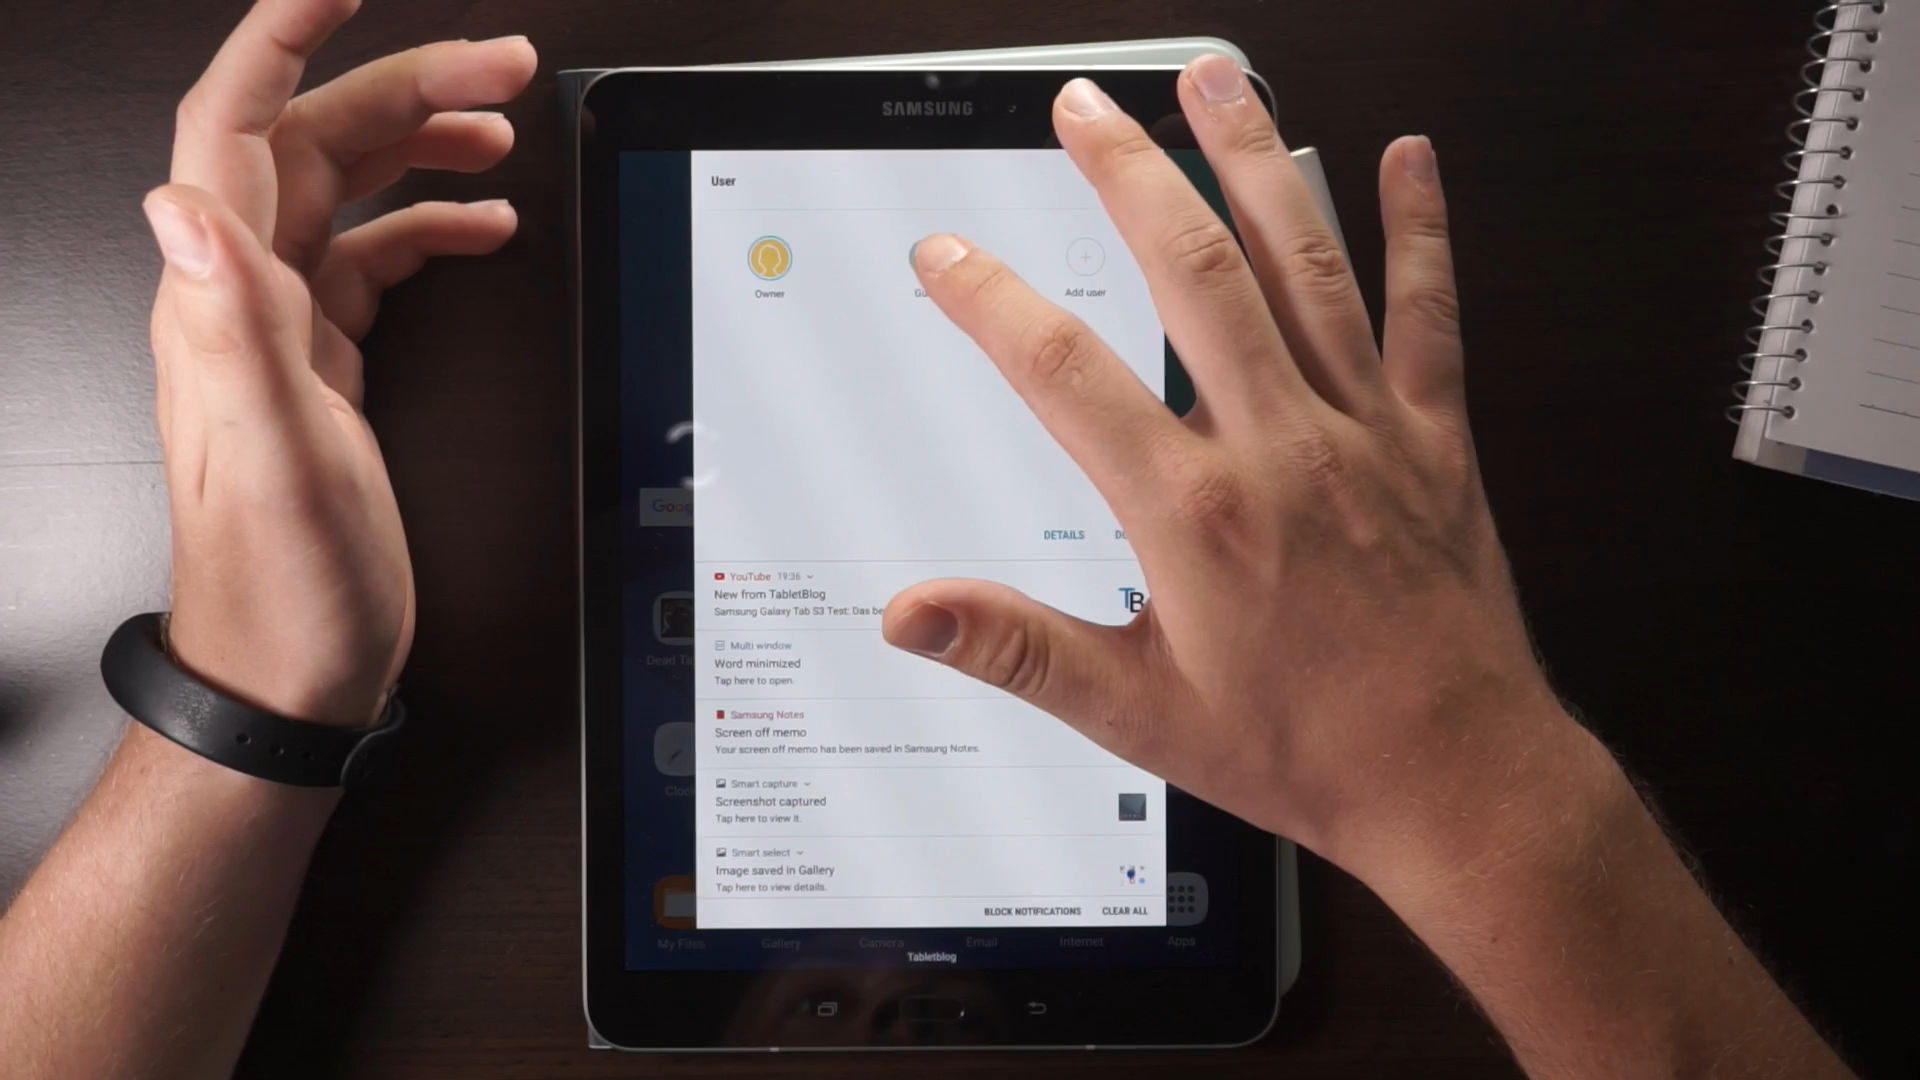 SAMSUNG
User
Owner
Add user
DETAILS
YouTube 19:36
New from TabletBlog
Samsung Galaxy Tab S3 Test: Das
TB
Multi window
Word minimized
Tap here to open.
Samsung Notes
Screen off memo
Your screen off memo has been saved in Samsung Notes.
Smart capture
Screenshot captured
Tap here to view it.
Smart select
Image saved in Gallery
Tap here to view details.
BLOCK NOTIFICATIONS CLEAR ALL
Dead
My Files Gallery Camera Email Internet Apps
Tabletblog